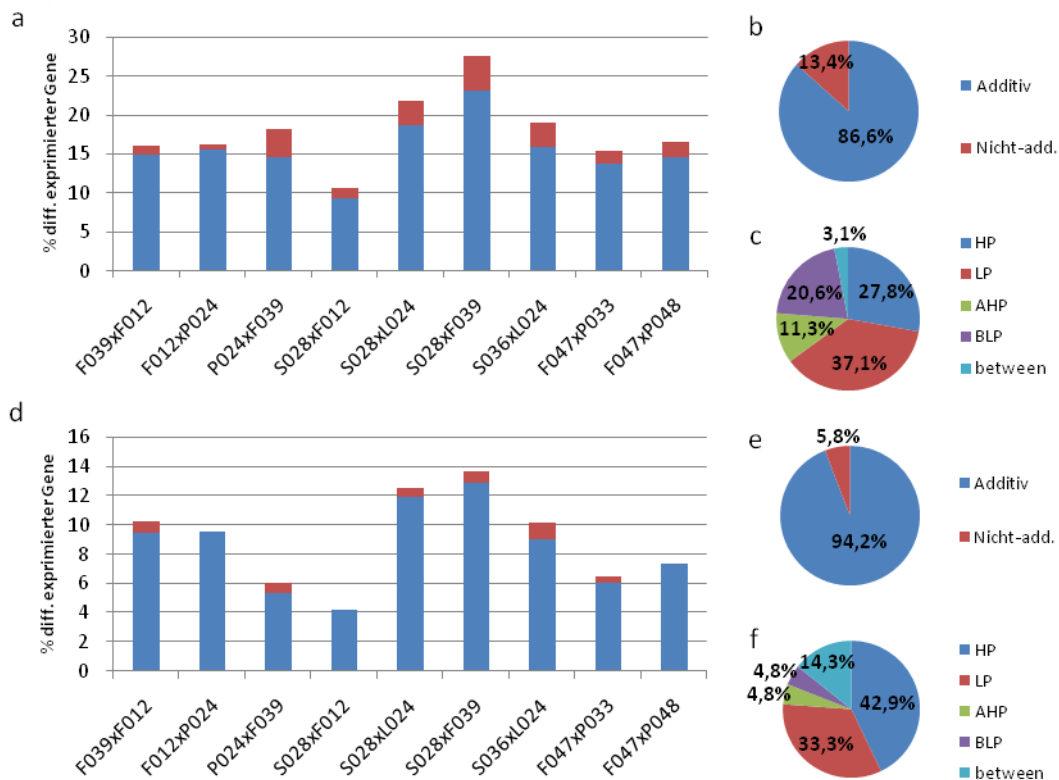 a
% diff. exprimierter Gene
30
25
20
15
10
5
0
F039xF012
F012xP024
P024xF039
S028xF012
S028xL024
S028xF039
S036xL024
F047xP033
F047xP048
b
13,4%
86,6%
Additiv
Nicht-add.
c
3,1%
27,8%
20,6%
11,3%
37,1%
HP
LP
AHP
BLP
between
d
% diff. exprimierter Gene
16
14
12
10
8
6
4
2
0
F039xF012
F012xP024
P024xF039
S028xF012
S028xL024
S028xF039
S036xL024
F047xP033
F047xP048
e
5,8%
94,2%
Additiv
Nicht-add.
f
14,3%
4,8%
4,8%
42,9%
33,3%
HP
LP
AHP
BLP
between